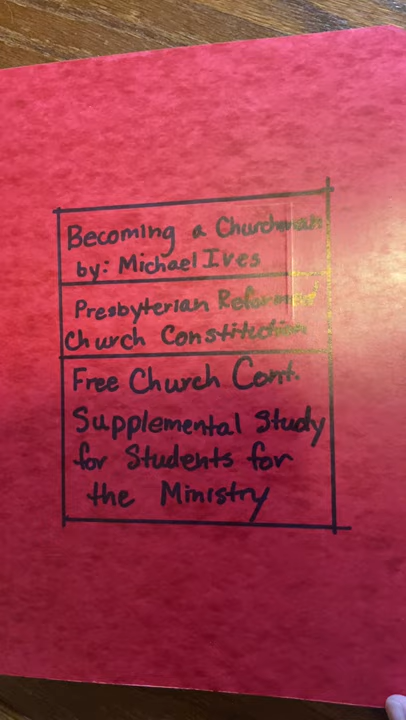 Becoming a Churchman
by: Michael Ives
Presbyterian Reformed
Church Constitution
Free Church Cont.
Supplemental Study
for Students for
the Ministry